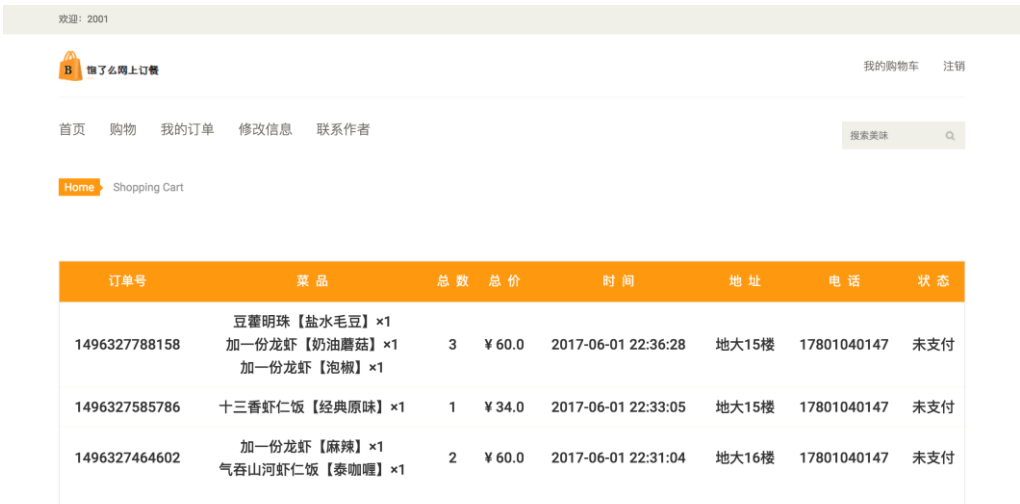 欢迎：2001
B 饱了么网上订餐
我的购物车 注销
首页 购物 我的订单 修改信息 联系作者
搜索美味
Home Shopping Cart
订单号 菜 品 总 数 总 价 时 间 地 址 电 话 状 态
豆藿明珠【盐水毛豆】×1
1496327788158 加一份龙虾【奶油蘑菇】×1 3 ¥ 60.0 2017-06-01 22:36:28 地大15楼 17801040147 未支付
加一份龙虾【泡椒】×1
1496327585786 十三香虾仁饭【经典原味】×1 1 ¥ 34.0 2017-06-01 22:33:05 地大15楼 17801040147 未支付
加一份龙虾【麻辣】×1
1496327464602 2 ¥ 60.0 2017-06-01 22:31:04 地大16楼 17801040147 未支付
气吞山河虾仁饭【泰咖喱】×1